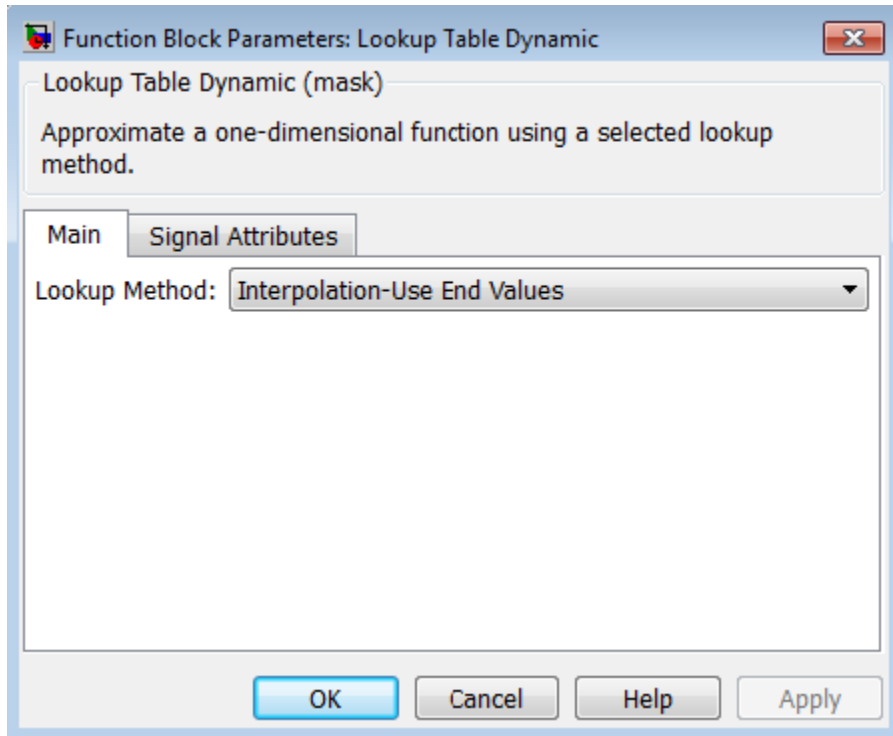 Function Block Parameters: Lookup Table Dynamic
Lookup Table Dynamic (mask)
Approximate a one-dimensional function using a selected lookup
method.
Main Signal Attributes
Lookup Method: Interpolation-Use End Values
OK Cancel Help Apply